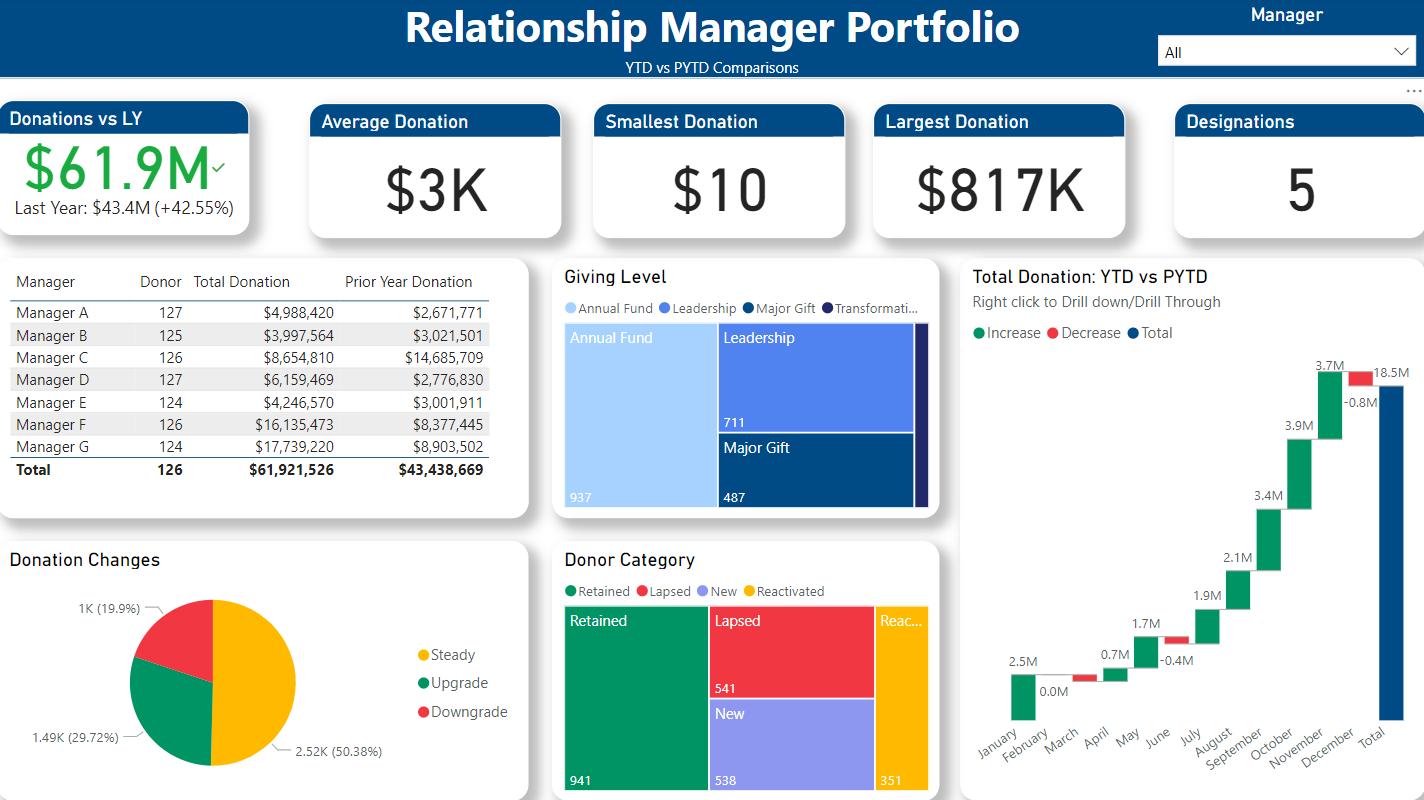 Relationship Manager Portfolio
YTD vs PYTD Comparisons
Manager
All
Donations vs LY
$61.9M
Last Year: $43.4M (+42.55%)
Average Donation
$3K
Smallest Donation
$10
Largest Donation
$817K
Designations
5
Manager Donor Total Donation Prior Year Donation
Manager A 127 $4,988,420 $2,671,771
Manager B 125 $3,997,564 $3,021,501
Manager C 126 $8,654,810 $14,685,709
Manager D 127 $6,159,469 $2,776,830
Manager E 124 $4,246,570 $3,001,911
Manager F 126 $16,135,473 $8,377,445
Manager G 124 $17,739,220 $8,903,502
Total 126 $61,921,526 $43,438,669
Giving Level
Annual Fund Leadership Major Gift Transformati...
Annual Fund
937
Leadership
711
Major Gift
487
Total Donation: YTD vs PYTD
Right click to Drill down/Drill Through
Increase Decrease Total
2.5M
0.0M
0.7M
1.7M
-0.4M
1.9M
2.1M
3.4M
3.9M
3.7M
-0.8M
18.5M
January
February
March
April
May
June
July
August
September
October
November
December
Total
Donation Changes
1K (19.9%)
1.49K (29.72%)
2.52K (50.38%)
Steady
Upgrade
Downgrade
Donor Category
Retained Lapsed New Reactivated
Retained
941
Lapsed
541
New
538
Reac...
351